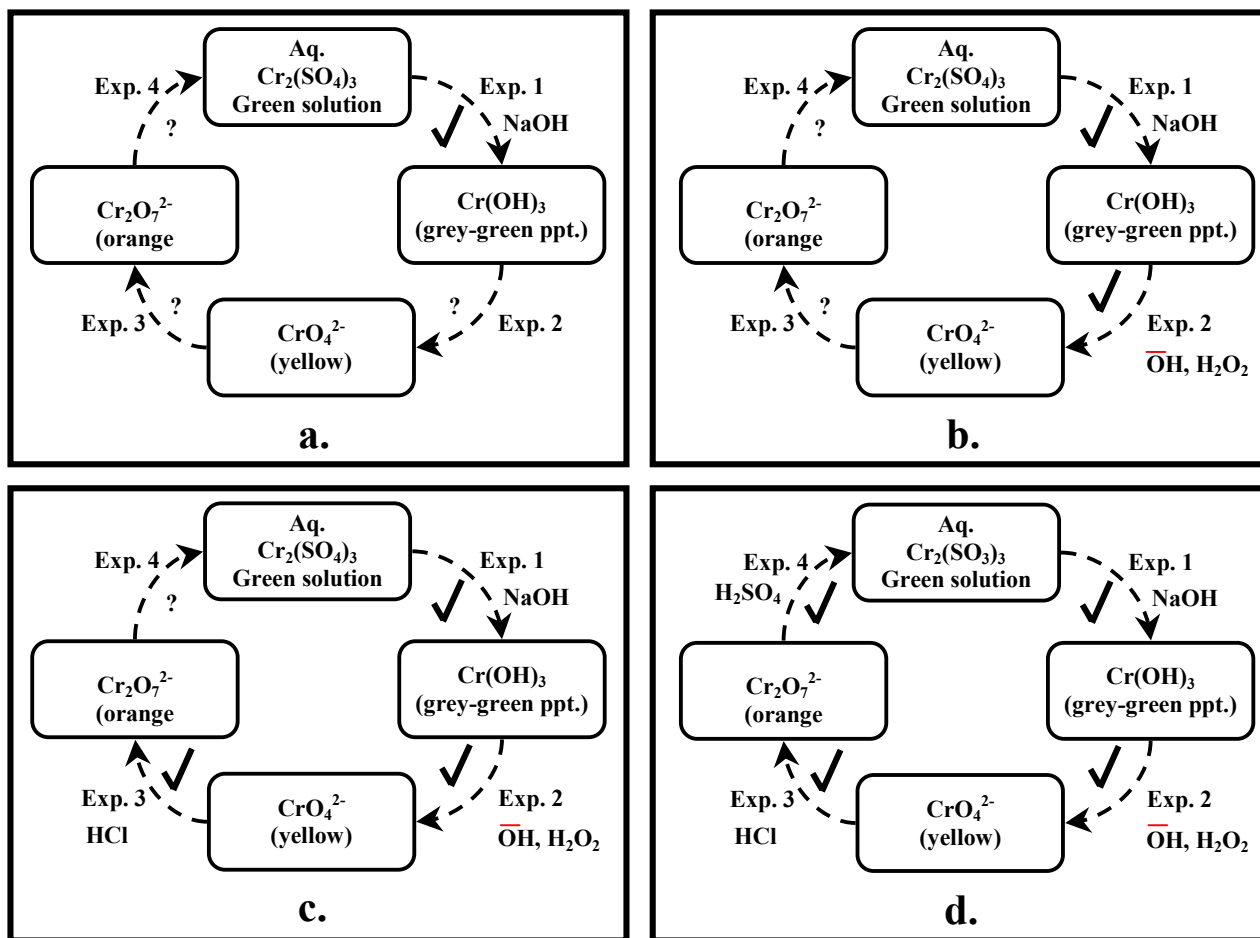 Aq.
Cr₂(SO₄)₃
Green solution
Exp. 4
?
Exp. 1
NaOH
Cr₂O₇²⁻
(orange
Cr(OH)₃
(grey-green ppt.)
Exp. 3
?
CrO₄²⁻
(yellow)
?
Exp. 2
a.
Aq.
Cr₂(SO₄)₃
Green solution
Exp. 4
?
Exp. 1
NaOH
Cr₂O₇²⁻
(orange
Cr(OH)₃
(grey-green ppt.)
Exp. 3
?
CrO₄²⁻
(yellow)
Exp. 2
O̅H, H₂O₂
b.
Aq.
Cr₂(SO₄)₃
Green solution
Exp. 4
?
Exp. 1
NaOH
Cr₂O₇²⁻
(orange
Cr(OH)₃
(grey-green ppt.)
Exp. 3
HCl
CrO₄²⁻
(yellow)
Exp. 2
O̅H, H₂O₂
c.
Aq.
Cr₂(SO₃)₃
Green solution
Exp. 4
H₂SO₄
Exp. 1
NaOH
Cr₂O₇²⁻
(orange
Cr(OH)₃
(grey-green ppt.)
Exp. 3
HCl
CrO₄²⁻
(yellow)
Exp. 2
O̅H, H₂O₂
d.